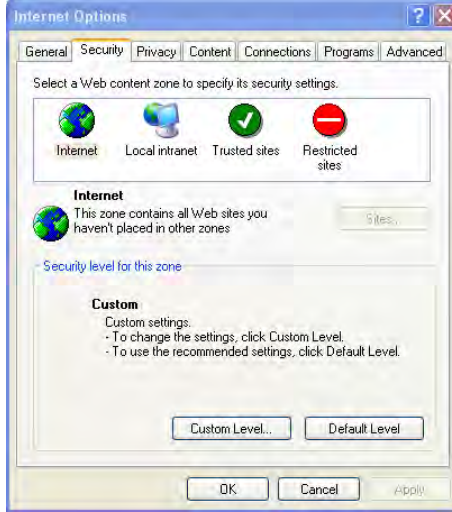 Internet Options
General Security Privacy Content Connections Programs Advanced
Select a Web content zone to specify its security settings.
Internet Local intranet Trusted sites Restricted
sites
Internet
This zone contains all Web sites you
haven't placed in other zones
Sites...
Security level for this zone
Custom
Custom settings.
- To change the settings, click Custom Level.
- To use the recommended settings, click Default Level.
Custom Level... Default Level
OK Cancel Apply